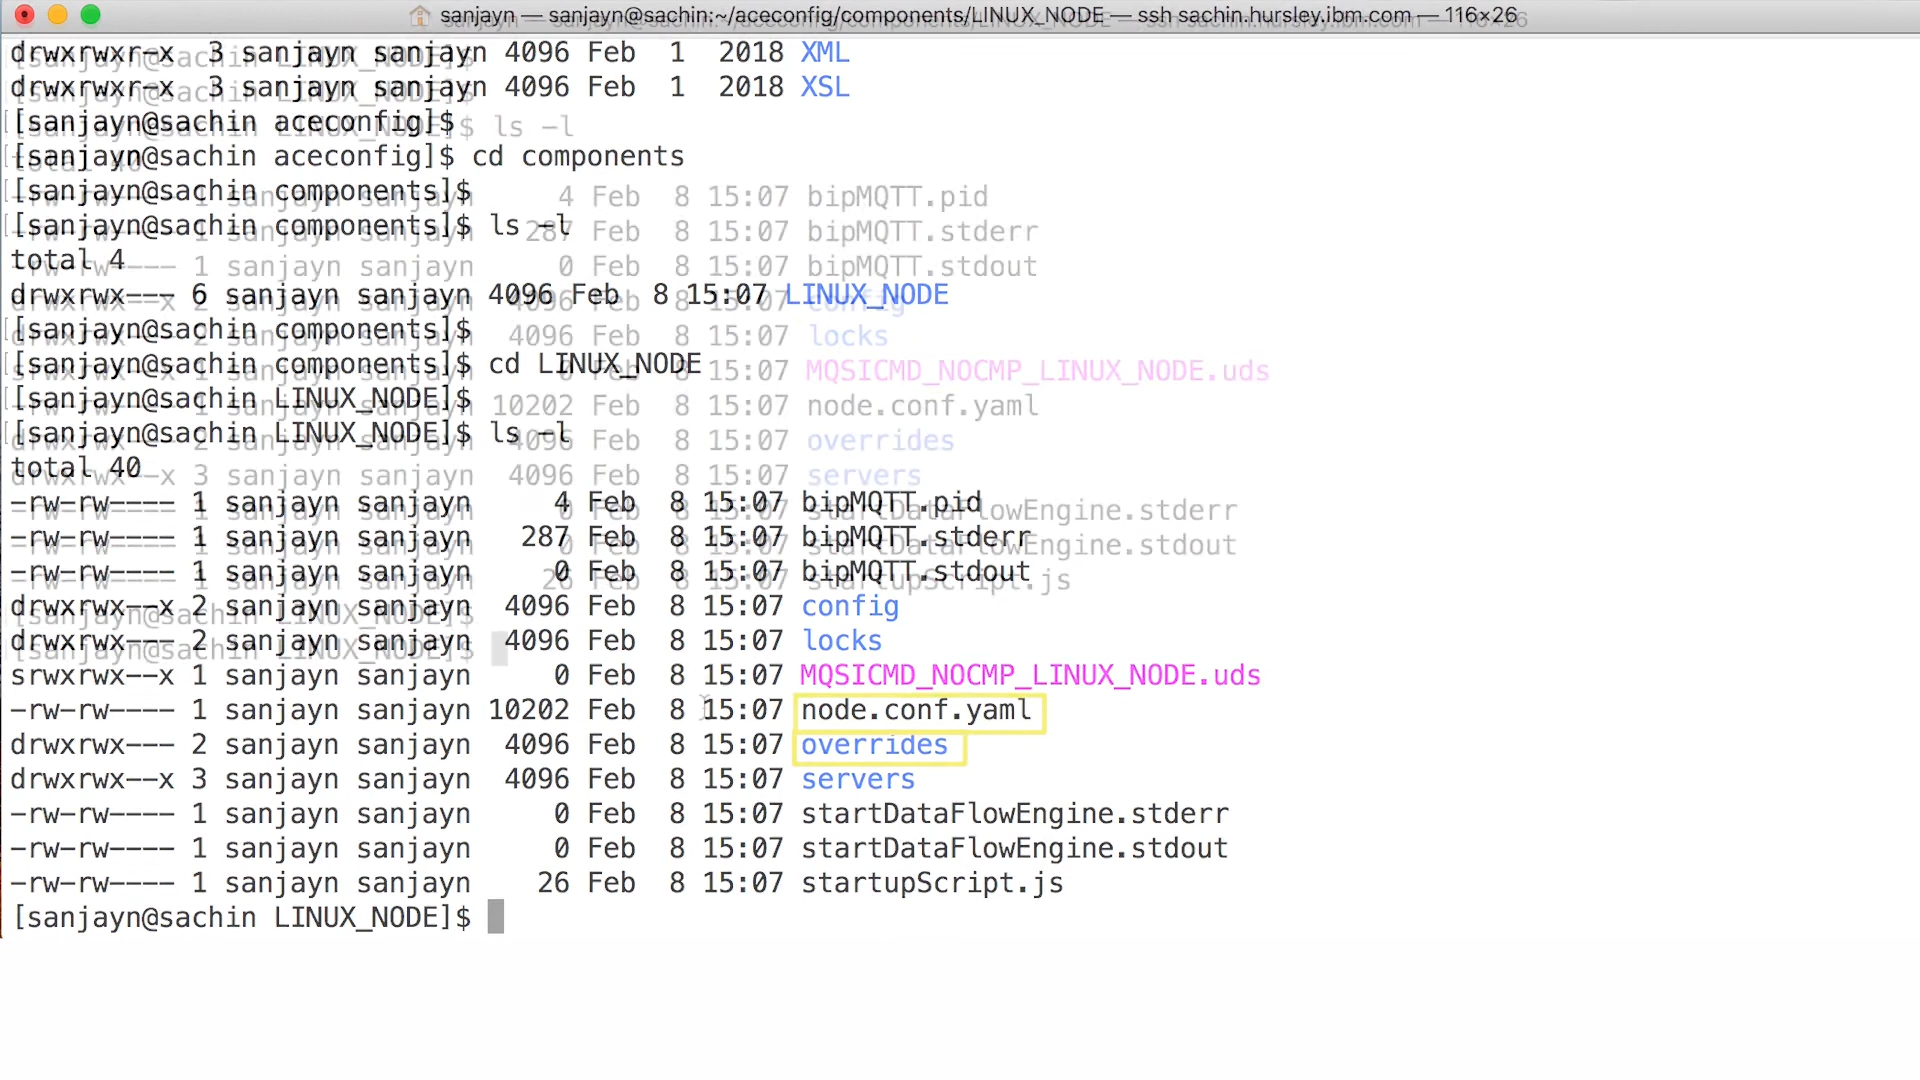 sanjayn — sanjayn@sachin:~/aceconfig/components/LINUX_NODE — ssh sachin.hursley.ibm.com — 116×26
drwxrwxr-x 3 sanjayn sanjayn 4096 Feb 1 2018 XML
drwxrwxr-x 3 sanjayn sanjayn 4096 Feb 1 2018 XSL
[sanjayn@sachin aceconfig]$
[sanjayn@sachin aceconfig]$ cd components
[sanjayn@sachin components]$
[sanjayn@sachin components]$ ls -l
total 4
drwxrwx--- 6 sanjayn sanjayn 4096 Feb 8 15:07 LINUX_NODE
[sanjayn@sachin components]$
[sanjayn@sachin components]$ cd LINUX_NODE
[sanjayn@sachin LINUX_NODE]$
[sanjayn@sachin LINUX_NODE]$ ls -l
total 40
-rw-rw---- 1 sanjayn sanjayn 4 Feb 8 15:07 bipMQTT.pid
-rw-rw---- 1 sanjayn sanjayn 287 Feb 8 15:07 bipMQTT.stderr
-rw-rw---- 1 sanjayn sanjayn 0 Feb 8 15:07 bipMQTT.stdout
drwxrwx--x 2 sanjayn sanjayn 4096 Feb 8 15:07 config
drwxrwx--- 2 sanjayn sanjayn 4096 Feb 8 15:07 locks
srwxrwx--x 1 sanjayn sanjayn 0 Feb 8 15:07 MQSICMD_NOCMP_LINUX_NODE.uds
-rw-rw---- 1 sanjayn sanjayn 10202 Feb 8 15:07 node.conf.yaml
drwxrwx--- 2 sanjayn sanjayn 4096 Feb 8 15:07 overrides
drwxrwx--x 3 sanjayn sanjayn 4096 Feb 8 15:07 servers
-rw-rw---- 1 sanjayn sanjayn 0 Feb 8 15:07 startDataFlowEngine.stderr
-rw-rw---- 1 sanjayn sanjayn 0 Feb 8 15:07 startDataFlowEngine.stdout
-rw-rw---- 1 sanjayn sanjayn 26 Feb 8 15:07 startupScript.js
[sanjayn@sachin LINUX_NODE]$